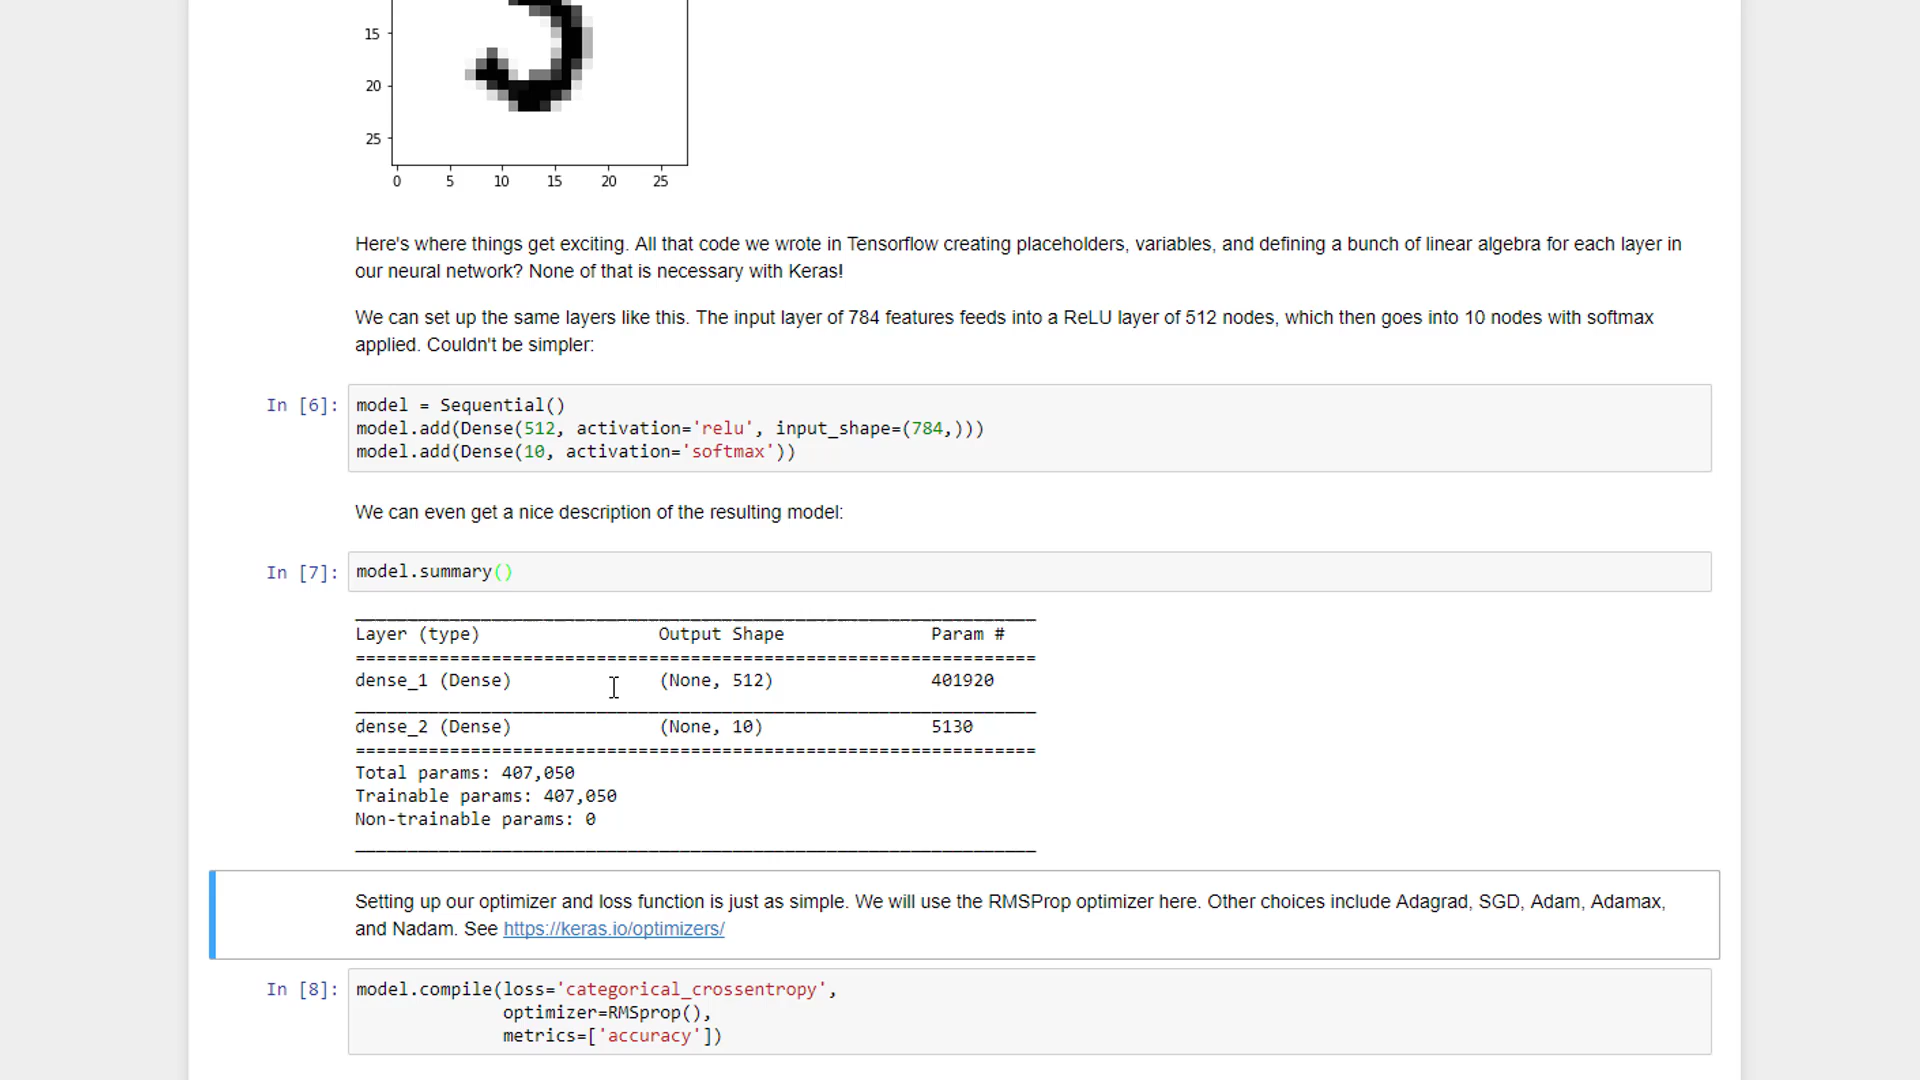 15
20
25
0 5 10 15 20 25
Here's where things get exciting. All that code we wrote in Tensorflow creating placeholders, variables, and defining a bunch of linear algebra for each layer in
our neural network? None of that is necessary with Keras!
We can set up the same layers like this. The input layer of 784 features feeds into a ReLU layer of 512 nodes, which then goes into 10 nodes with softmax
applied. Couldn't be simpler:
In [6]: model = Sequential()
model.add(Dense(512, activation='relu', input_shape=(784,)))
model.add(Dense(10, activation='softmax'))
We can even get a nice description of the resulting model:
In [7]: model.summary()
Layer (type) Output Shape Param #
=================================================================
dense_1 (Dense) (None, 512) 401920
dense_2 (Dense) (None, 10) 5130
=================================================================
Total params: 407,050
Trainable params: 407,050
Non-trainable params: 0
Setting up our optimizer and loss function is just as simple. We will use the RMSProp optimizer here. Other choices include Adagrad, SGD, Adam, Adamax,
and Nadam. See https://keras.io/optimizers/
In [8]: model.compile(loss='categorical_crossentropy',
optimizer=RMSprop(),
metrics=['accuracy'])